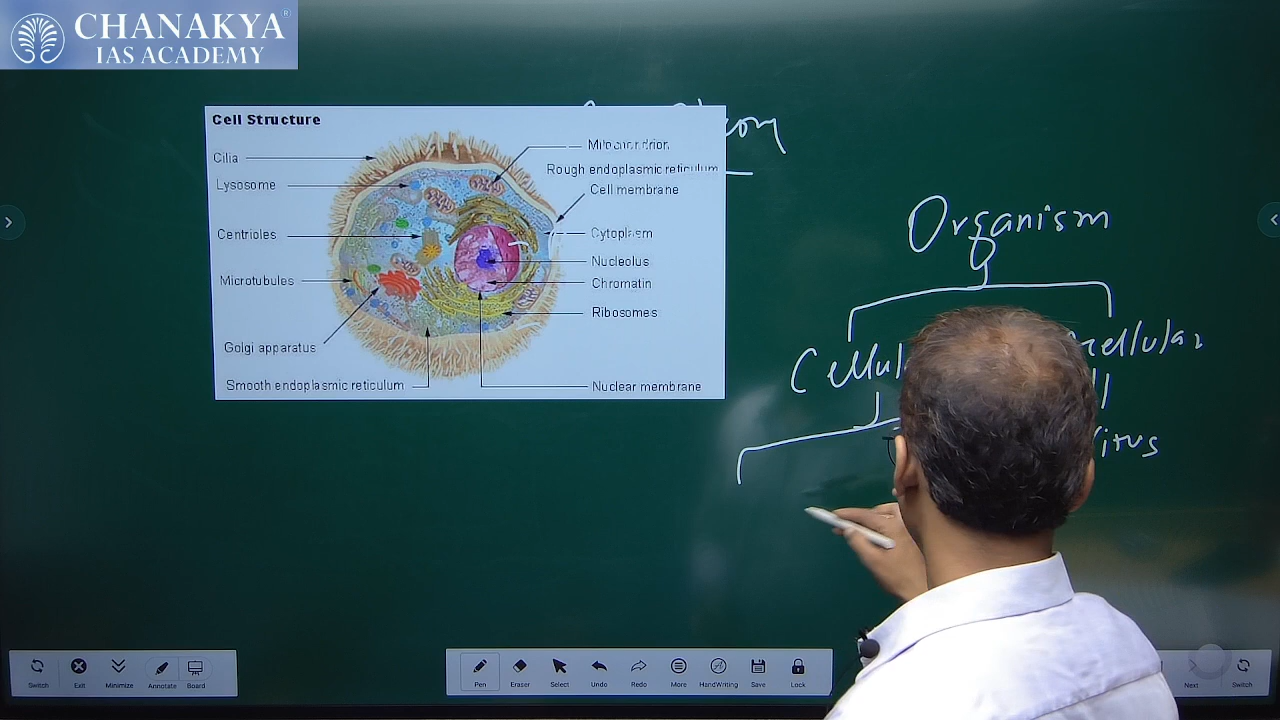 CHANAKYA®
IAS ACADEMY
Cell Structure
Cilia
Lysosome
Centrioles
Microtubules
Golgi apparatus
Smooth endoplasmic reticulum
Mitochondrion
Rough endoplasmic reticulum
Cell membrane
Cytoplasm
Nucleolus
Chromatin
Ribosomes
Nuclear membrane
Organism
Switch
Exit
Minimize
Annotate
Board
Pen
Eraser
Select
Undo
Redo
More
HandWriting
Save
Lock
Next
Switch